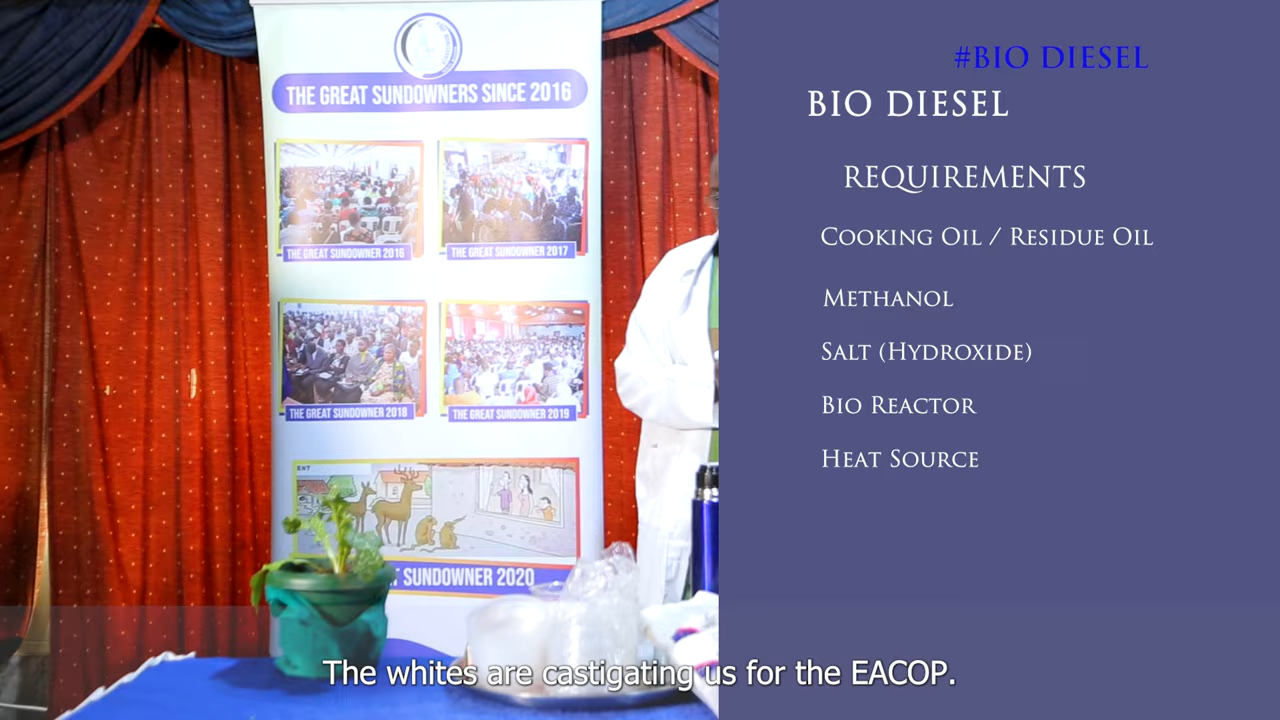 THE GREAT SUNDOWNERS SINCE 2016
THE GREAT SUNDOWNER 2016
THE GREAT SUNDOWNER 2017
THE GREAT SUNDOWNER 2018
THE GREAT SUNDOWNER 2019
ENT
SUNDOWNER 2020
#BIO DIESEL
BIO DIESEL
REQUIREMENTS
COOKING OIL / RESIDUE OIL
METHANOL
SALT (HYDROXIDE)
BIO REACTOR
HEAT SOURCE
The whites are castigating us for the EACOP.